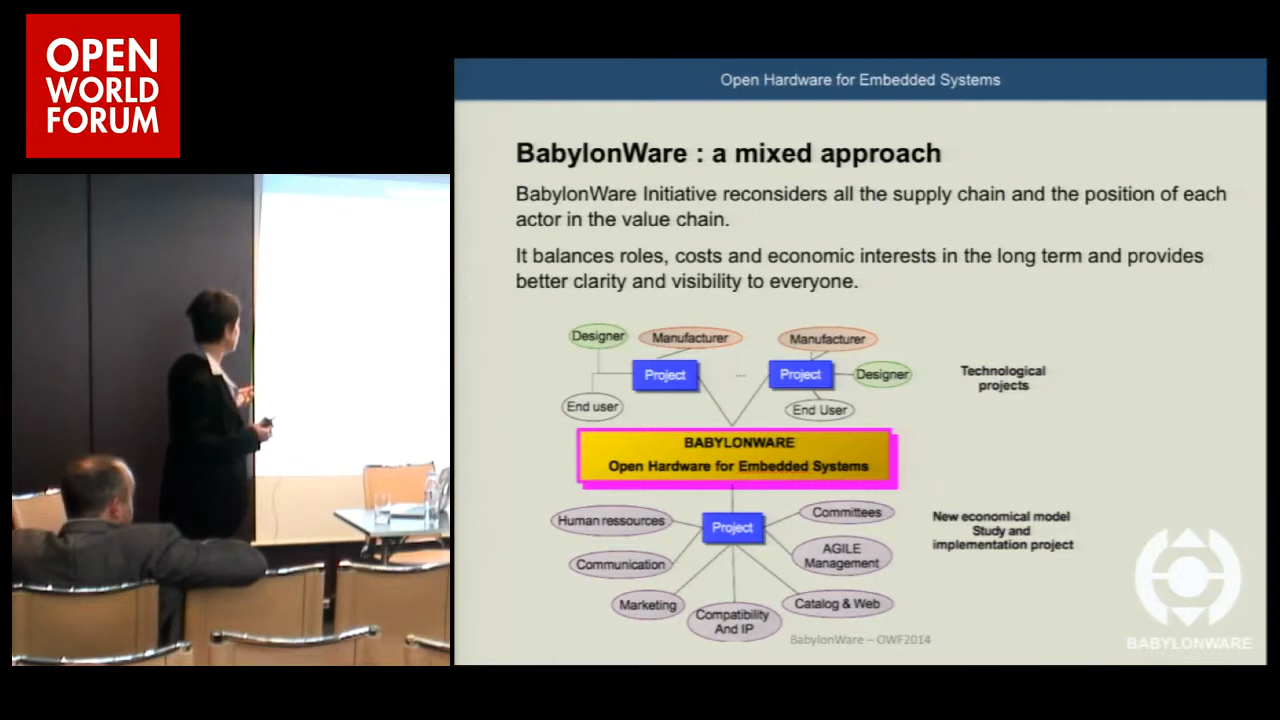 OPEN
WORLD
FORUM
Open Hardware for Embedded Systems
BabylonWare : a mixed approach
BabylonWare Initiative reconsiders all the supply chain and the position of each
actor in the value chain.
It balances roles, costs and economic interests in the long term and provides
better clarity and visibility to everyone.
Designer
Manufacturer
Manufacturer
Project
...
Project
Designer
Technological
projects
End user
End User
BABYLONWARE
Open Hardware for Embedded Systems
Human ressources
Project
Committees
New economical model
Study and
implementation project
Communication
AGILE
Management
Marketing
Compatibility
And IP
Catalog & Web
BabylonWare – OWF2014
BABYLONWARE